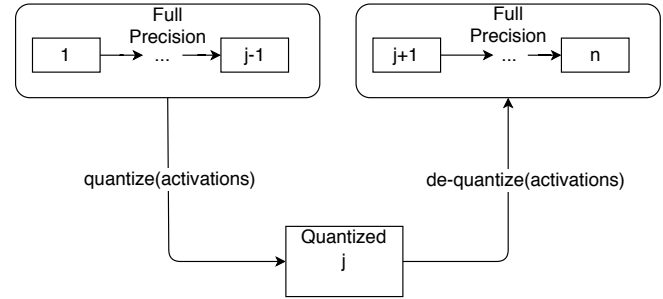 Full
Precision
1
...
j-1
Full
Precision
j+1
...
n
quantize(activations)
de-quantize(activations)
Quantized
j